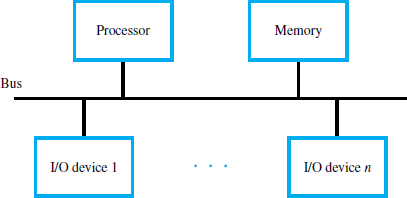 Processor
Memory
Bus
I/O device 1
. . .
I/O device n